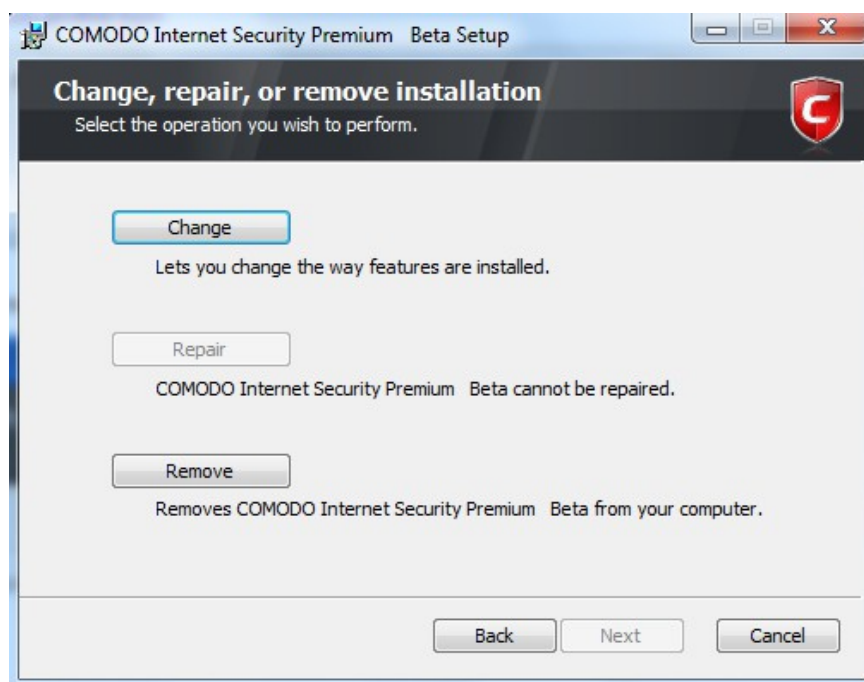 COMODO Internet Security Premium   Beta Setup
Change, repair, or remove installation
Select the operation you wish to perform.
Change
Lets you change the way features are installed.
Repair
COMODO Internet Security Premium   Beta cannot be repaired.
Remove
Removes COMODO Internet Security Premium   Beta from your computer.
Back
Next
Cancel